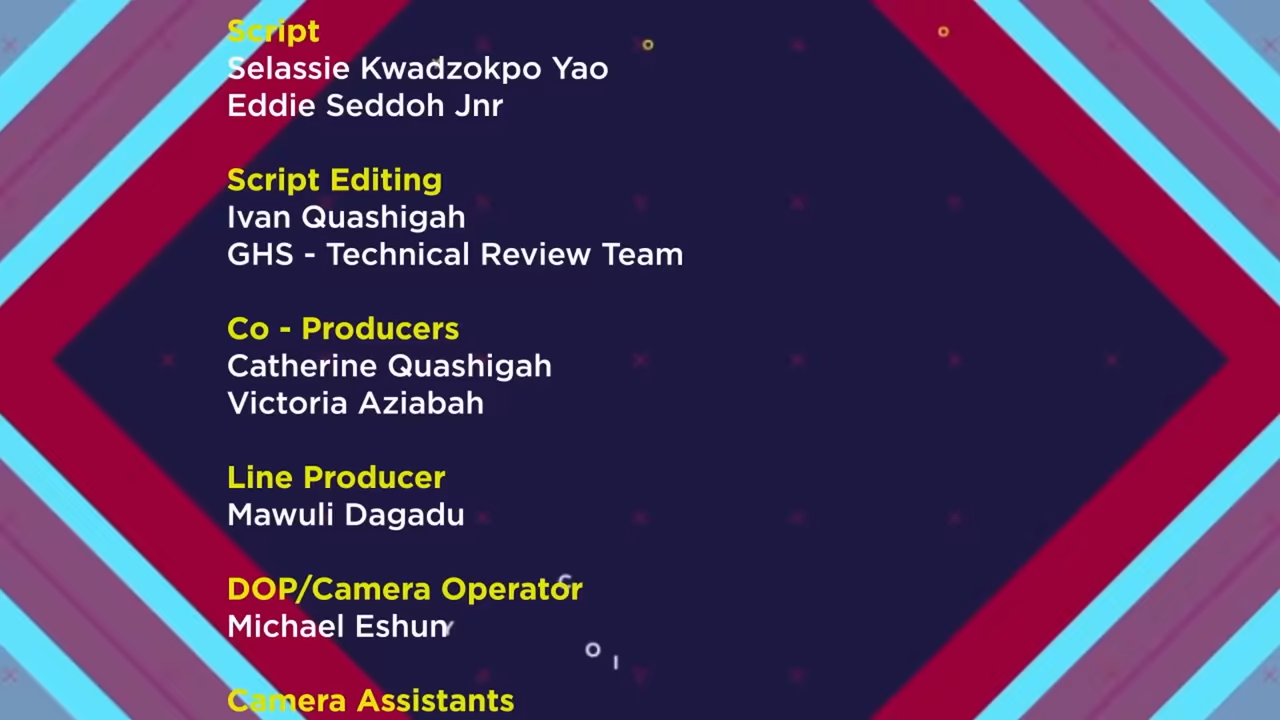 Script
Selassie Kwadzokpo Yao
Eddie Seddoh Jnr
Script Editing
Ivan Quashigah
GHS - Technical Review Team
Co - Producers
Catherine Quashigah
Victoria Aziabah
Line Producer
Mawuli Dagadu
DOP/Camera Operator
Michael Eshun
Camera Assistants